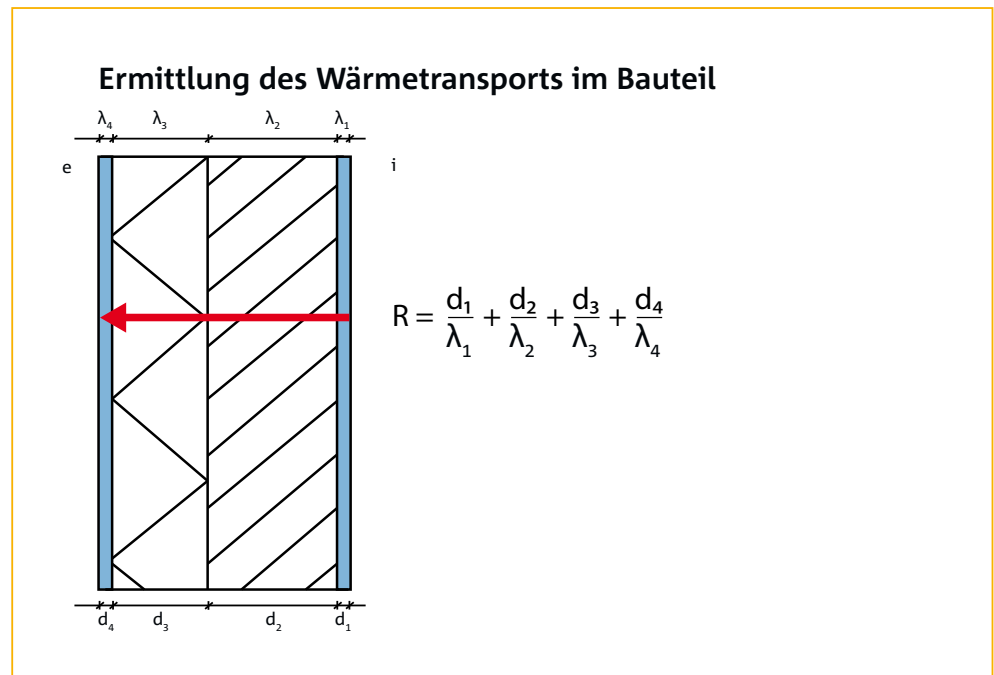 Ermittlung des Wärmetransports im Bauteil
λ₄ λ₃ λ₂ λ₁
e i
R = d₁/λ₁ + d₂/λ₂ + d₃/λ₃ + d₄/λ₄
d₄ d₃ d₂ d₁